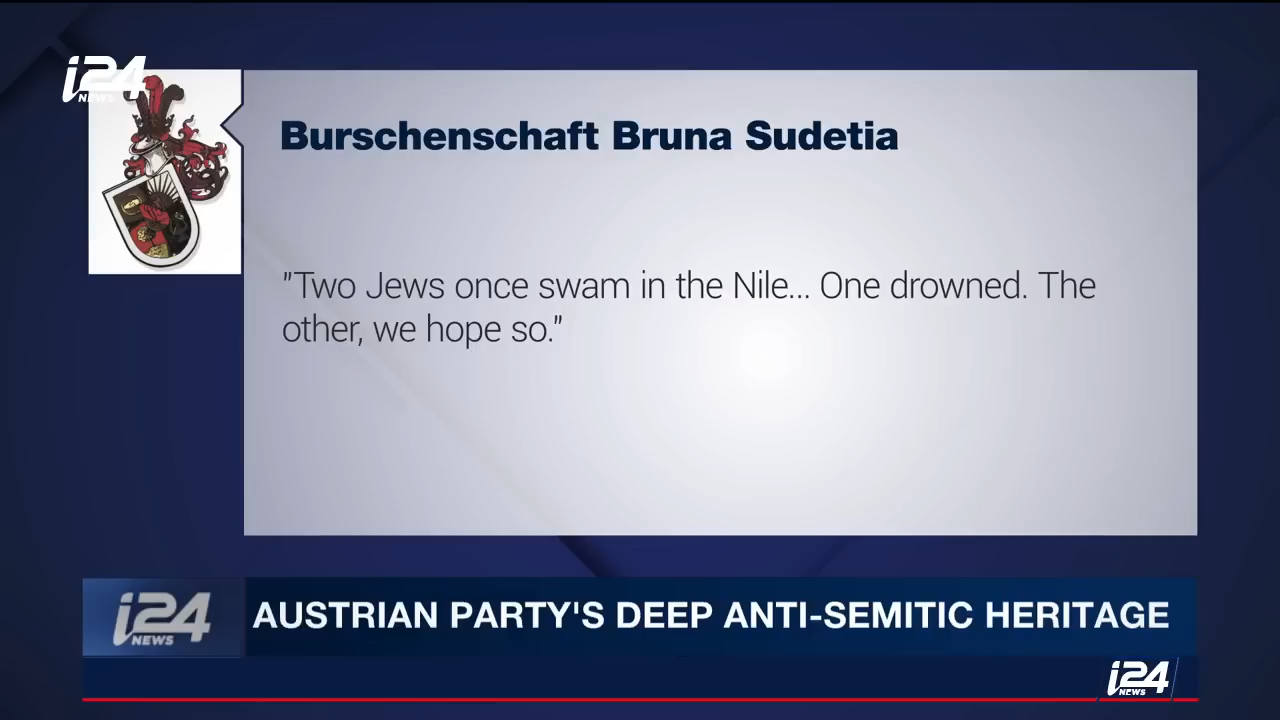 i24
NEWS
Burschenschaft Bruna Sudetia
"Two Jews once swam in the Nile... One drowned. The
other, we hope so."
i24
NEWS
AUSTRIAN PARTY'S DEEP ANTI-SEMITIC HERITAGE
i24
NEWS